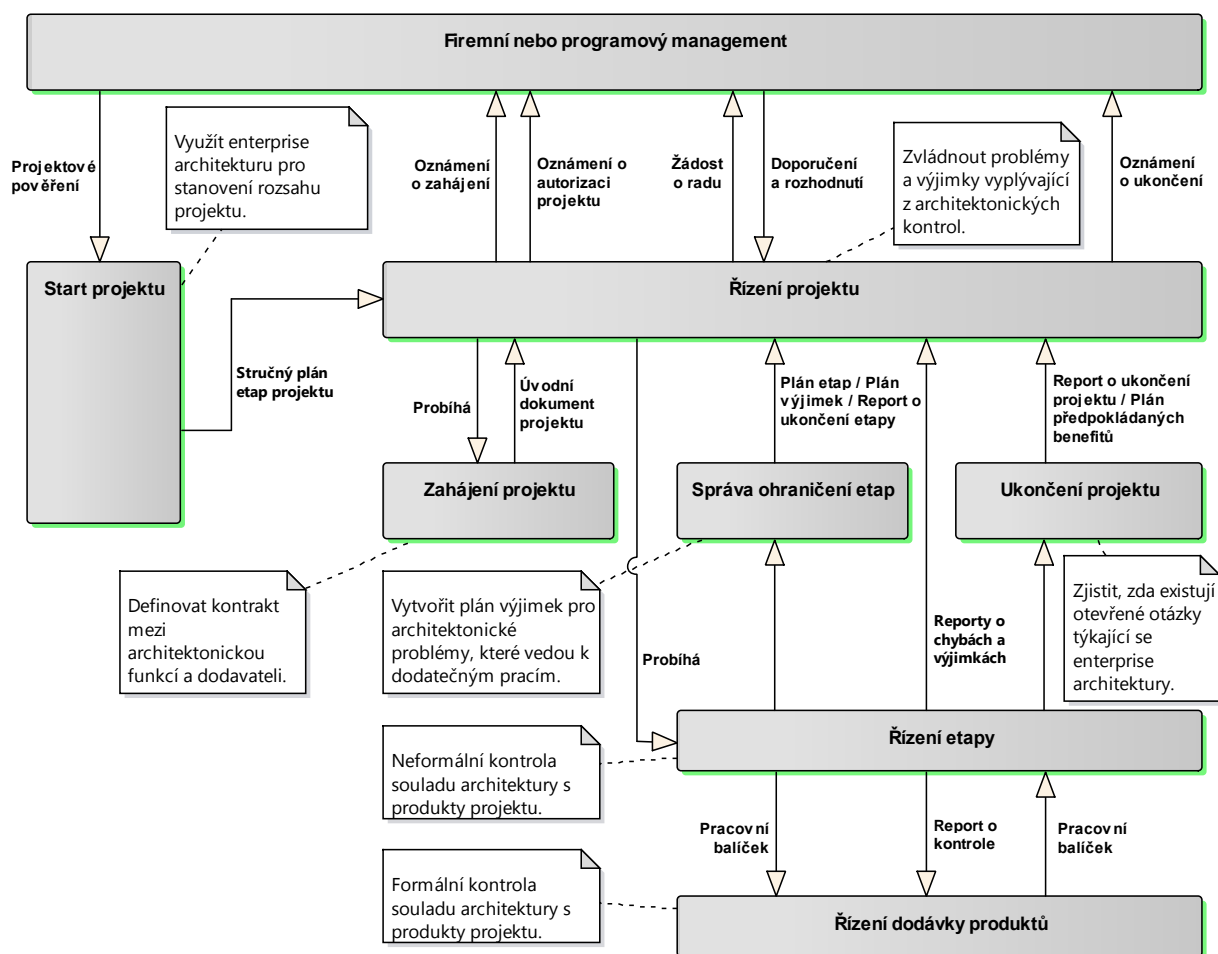 Firemní nebo programový management
Projektové
pověření
Využít enterprise
architekturu pro
stanovení rozsahu
projektu.
Oznámení
o zahájení
Oznámení o
autorizaci
projektu
Žádost
o radu
Doporučení
a rozhodnutí
Zvládnout problémy
a výjimky vyplývající
z architektonických
kontrol.
Oznámení
o ukončení
Start projektu
Řízení projektu
Stručný plán
etap projektu
Probíhá
Úvodní
dokument
projektu
Plán etap / Plán
výjimek / Report o
ukončení etapy
Report o ukončení
projektu / Plán
předpokládaných
benefitů
Zahájení projektu
Správa ohraničení etap
Ukončení projektu
Definovat kontrakt
mezi
architektonickou
funkcí a dodavateli.
Vytvořit plán výjimek pro
architektonické
problémy, které vedou k
dodatečným pracím.
Probíhá
Reporty o
chybách a
výjimkách
Zjistit, zda existují
otevřené otázky
týkající se
enterprise
architektury.
Řízení etapy
Neformální kontrola
souladu architektury s
produkty projektu.
Pracovní
balíček
Report o
kontrole
Pracovní
balíček
Formální kontrola
souladu architektury s
produkty projektu.
Řízení dodávky produktů